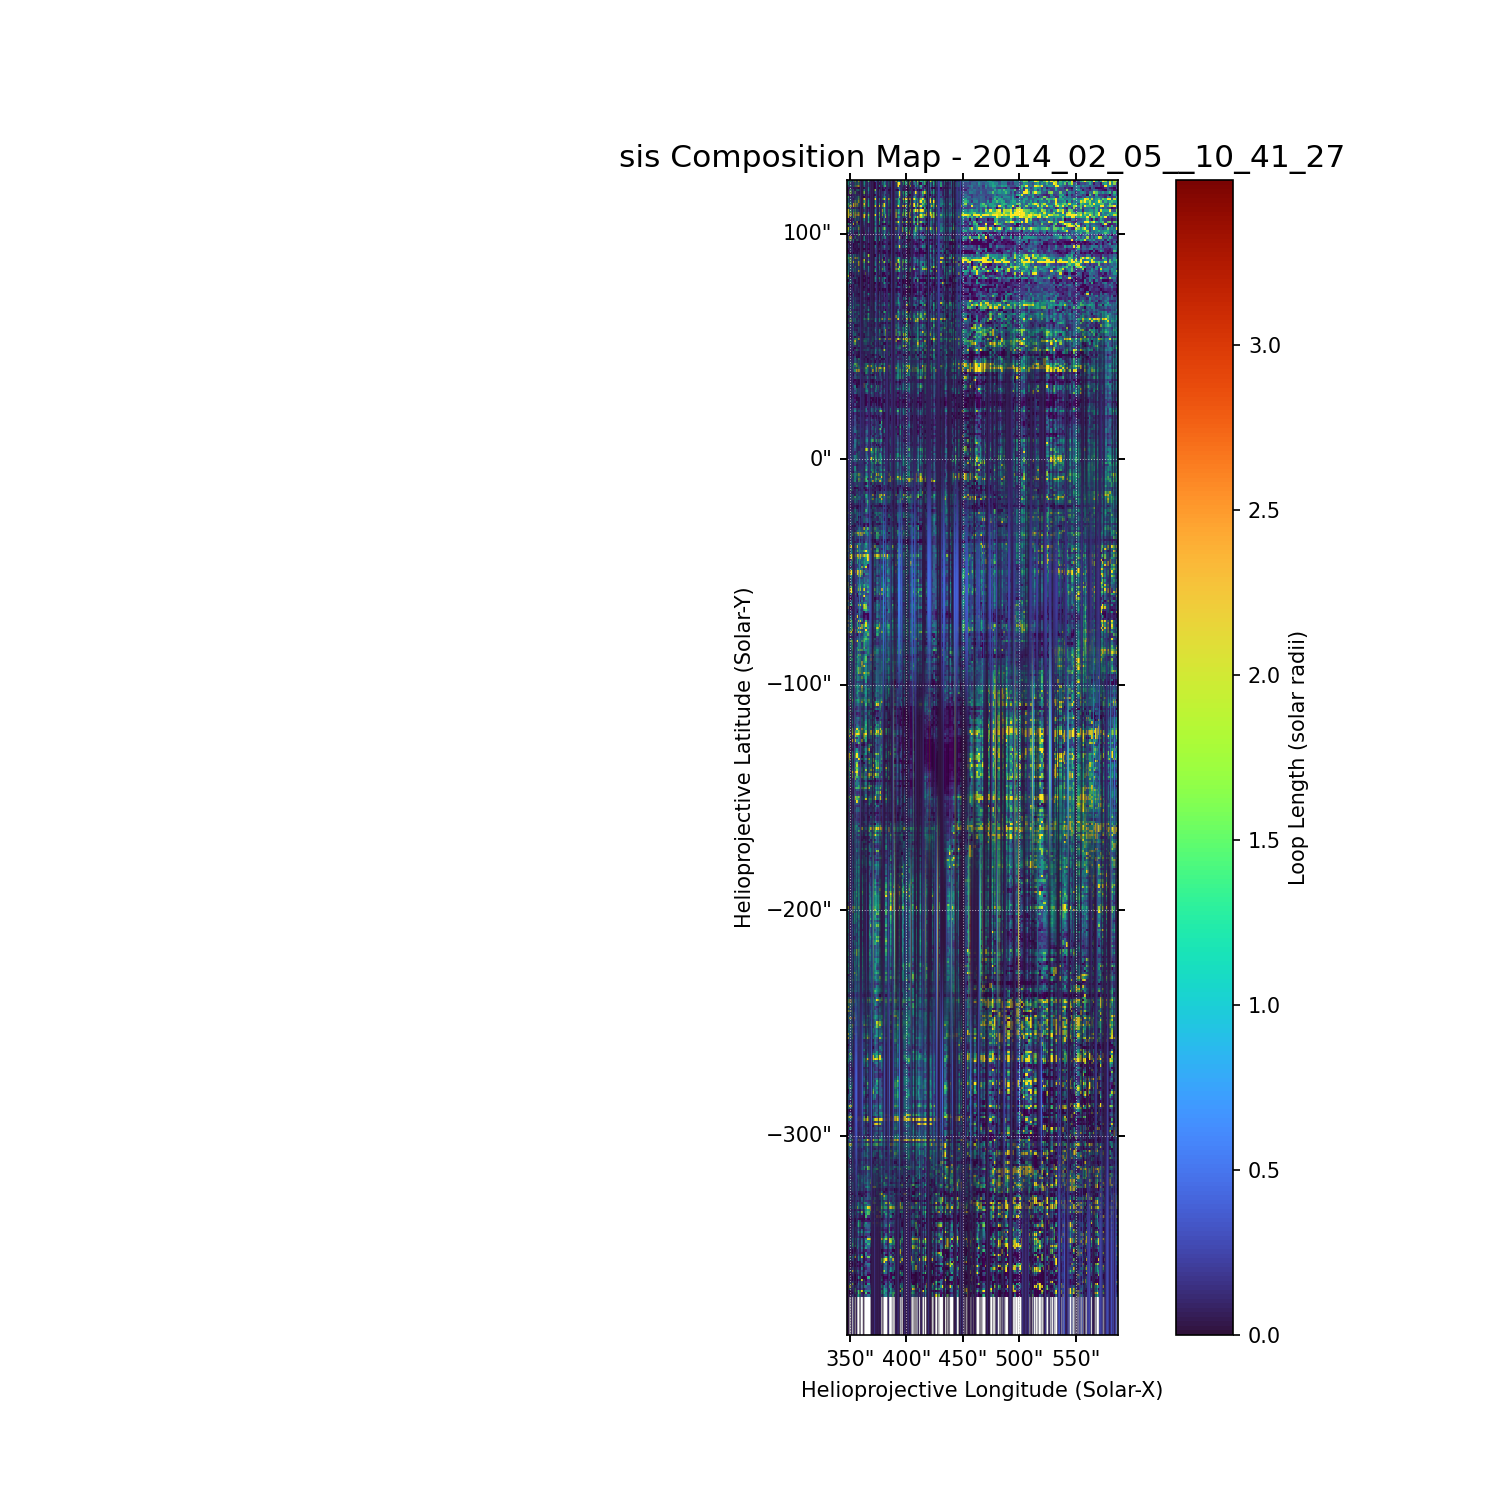 sis Composition Map - 2014_02_05__10_41_27
100"
0"
−100"
−200"
−300"
Helioprojective Latitude (Solar-Y)
350" 400" 450" 500" 550"
Helioprojective Longitude (Solar-X)
3.0
2.5
2.0
1.5
1.0
0.5
0.0
Loop Length (solar radii)